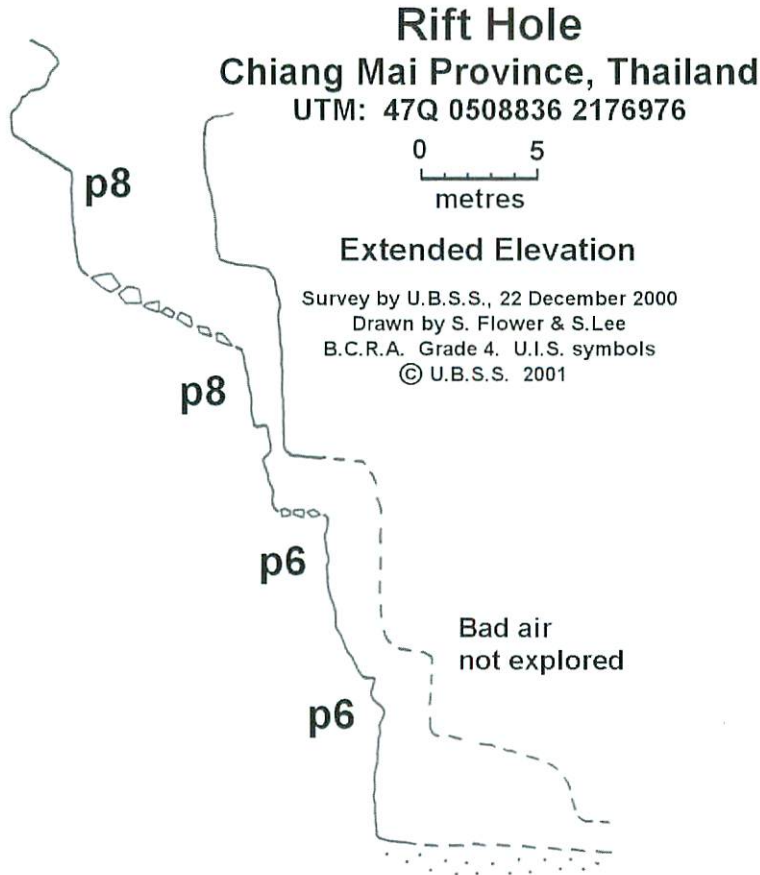 Rift Hole
Chiang Mai Province, Thailand
UTM: 47Q 0508836 2176976
0 5
metres
Extended Elevation
Survey by U.B.S.S., 22 December 2000
Drawn by S. Flower & S.Lee
B.C.R.A. Grade 4. U.I.S. symbols
© U.B.S.S. 2001
p8
p8
p6
Bad air
not explored
p6